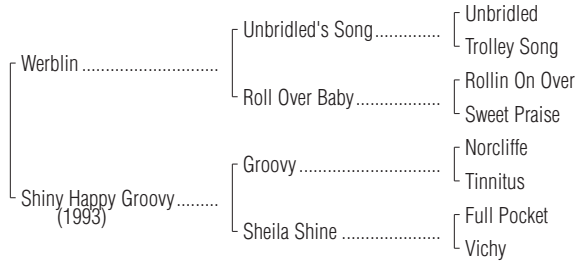 Unbridled
Unbridled's Song..............
Trolley Song
Werblin .............................
Rollin On Over
Roll Over Baby..................
Sweet Praise
Norcliffe
Groovy ..............................
Tinnitus
Shiny Happy Groovy.........
(1993)
Full Pocket
Sheila Shine .....................
Vichy